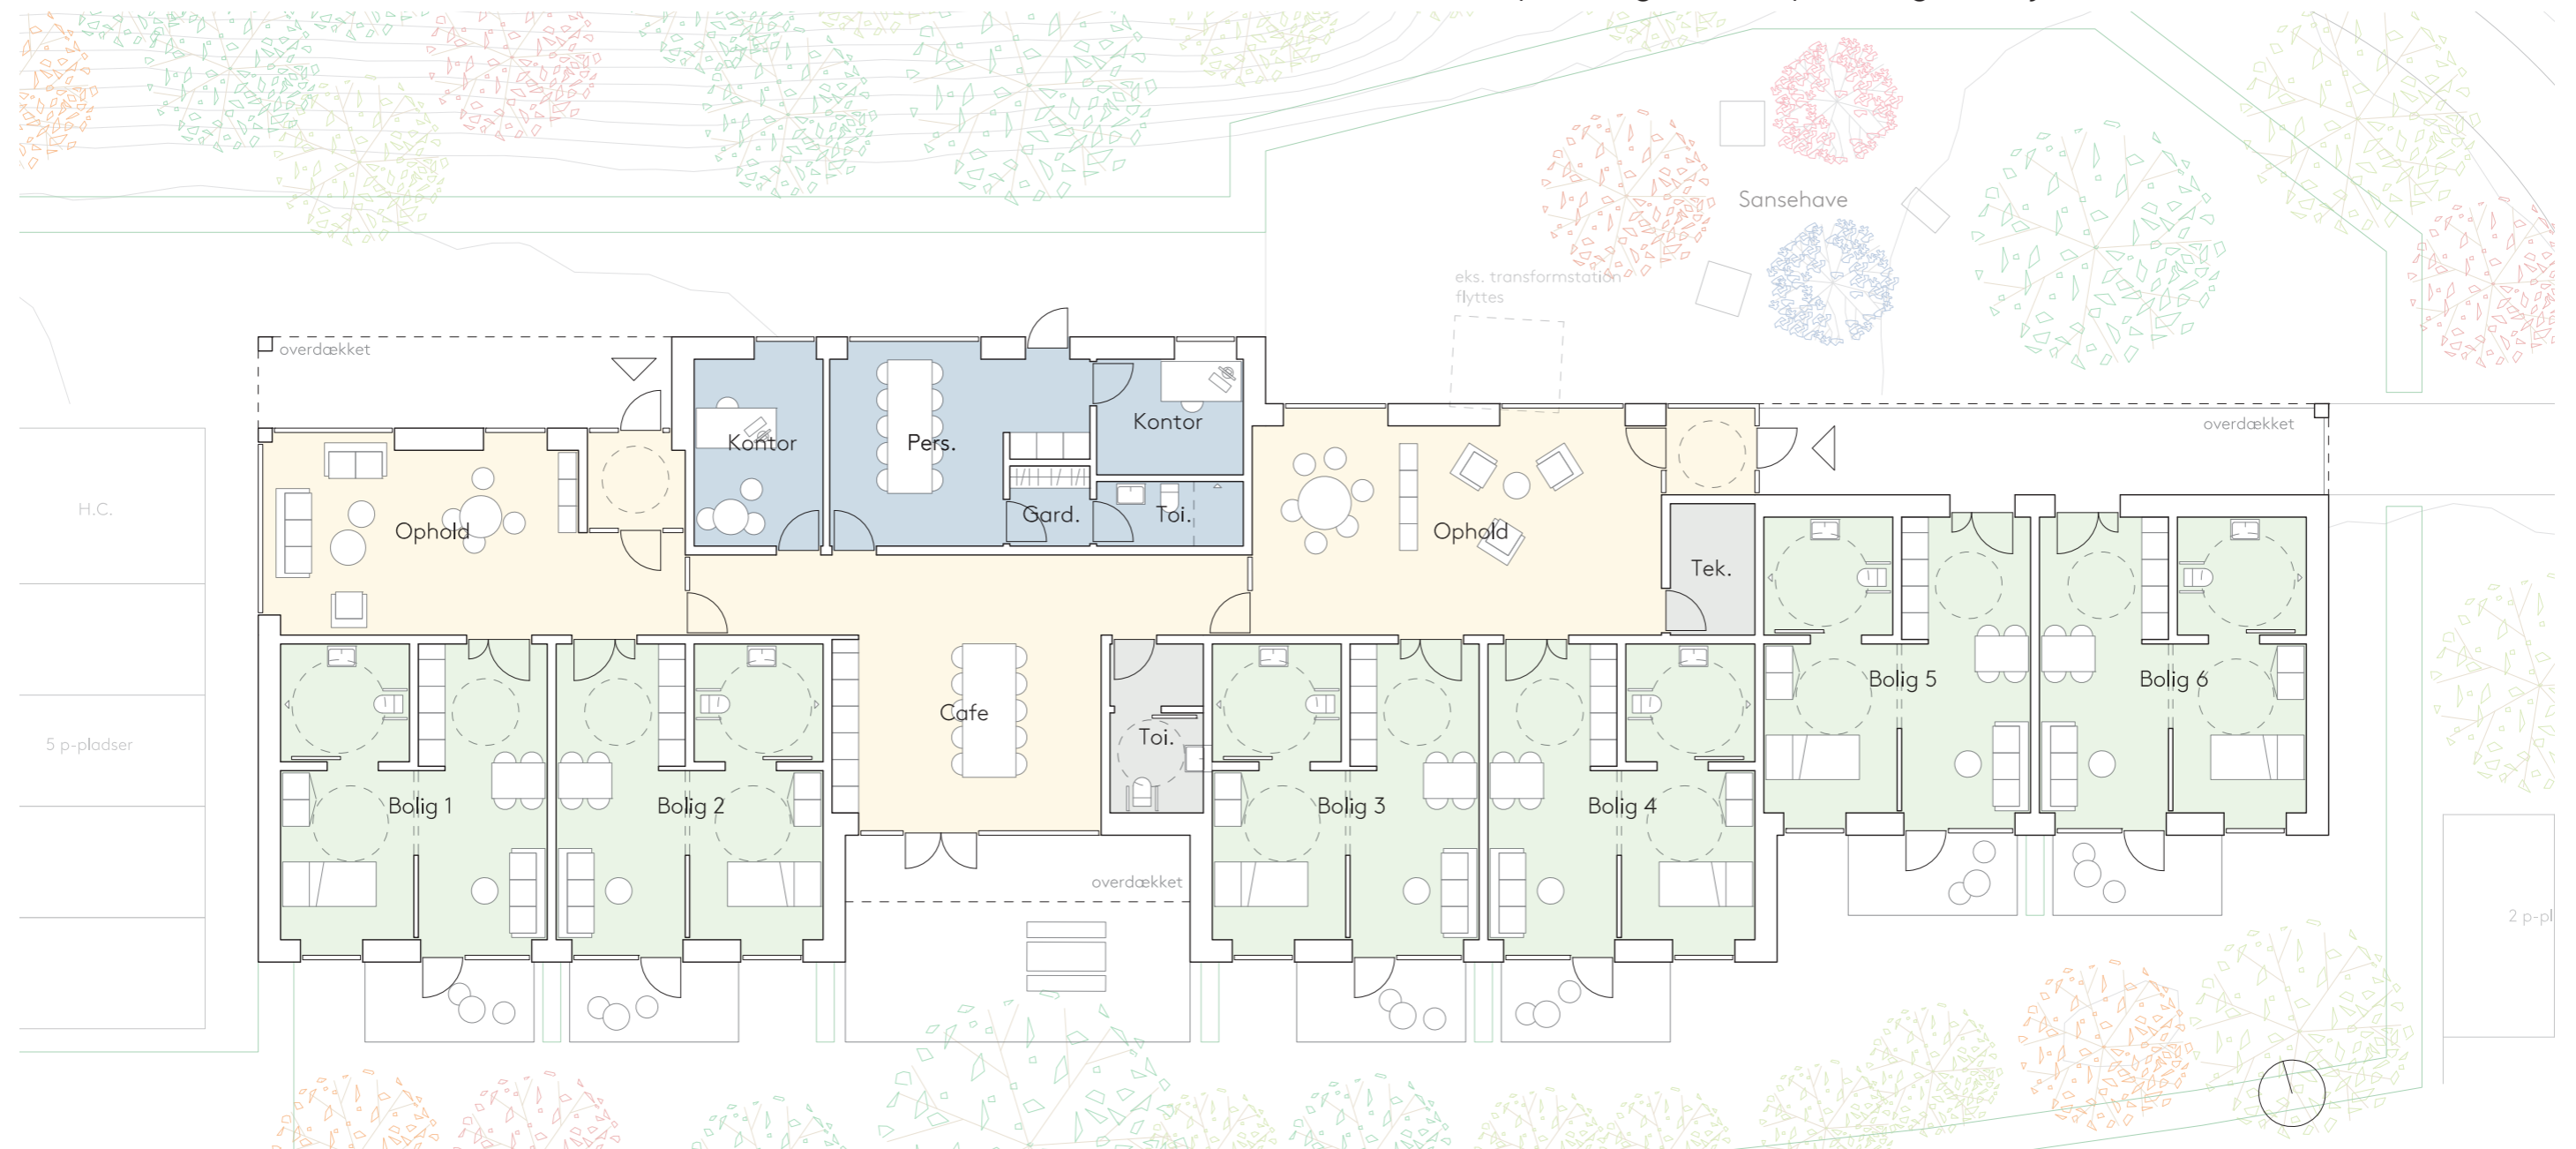 Sansehave
eks. transformstation
flyttes
overdækket
overdækket
Kontor
Pers.
Kontor
H.C.
Ophold
Gard.
Toi.
Ophold
Tek.
Bolig 5
Bolig 6
Cafe
Toi.
5 p-pladser
Bolig 1
Bolig 2
Bolig 3
Bolig 4
overdækket
2 p-pl